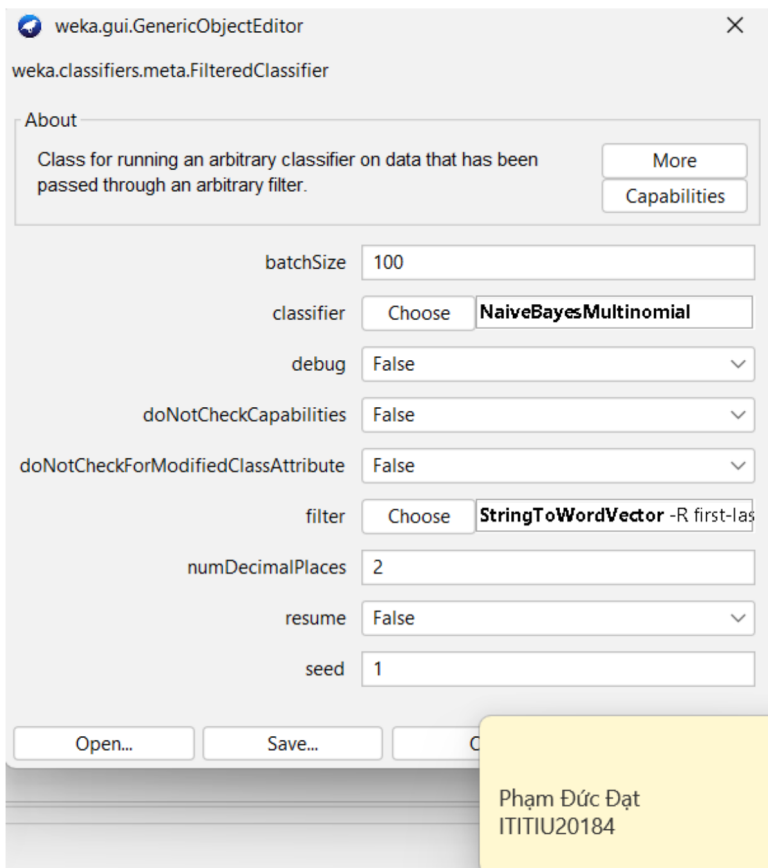 weka.gui.GenericObjectEditor
weka.classifiers.meta.FilteredClassifier
About
Class for running an arbitrary classifier on data that has been
passed through an arbitrary filter.
More
Capabilities
batchSize 100
classifier Choose NaiveBayesMultinomial
debug False
doNotCheckCapabilities False
doNotCheckForModifiedClassAttribute False
filter Choose StringToWordVector -R first-las
numDecimalPlaces 2
resume False
seed 1
Open... Save...
Phạm Đức Đạt
ITITIU20184